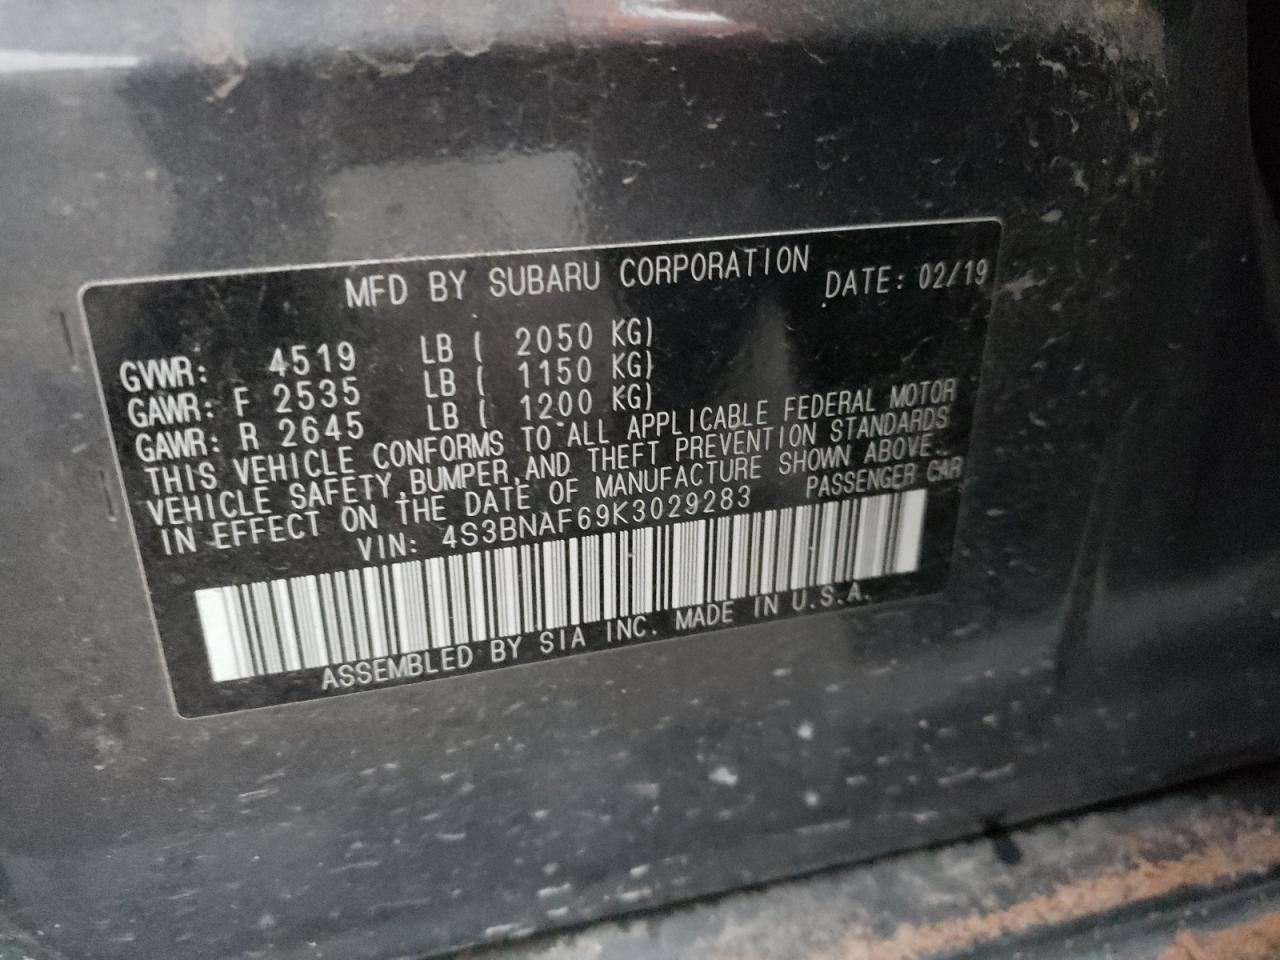 MFD BY SUBARU CORPORATION DATE: 02/19
GVWR: 4519 LB ( 2050 KG)
GAWR: F 2535 LB ( 1150 KG)
GAWR: R 2645 LB ( 1200 KG)
THIS VEHICLE CONFORMS TO ALL APPLICABLE FEDERAL MOTOR
VEHICLE SAFETY,BUMPER,AND THEFT PREVENTION STANDARDS
IN EFFECT ON THE DATE OF MANUFACTURE SHOWN ABOVE.
VIN: 4S3BNAF69K3029283 PASSENGER CAR
ASSEMBLED BY SIA INC. MADE IN U.S.A.